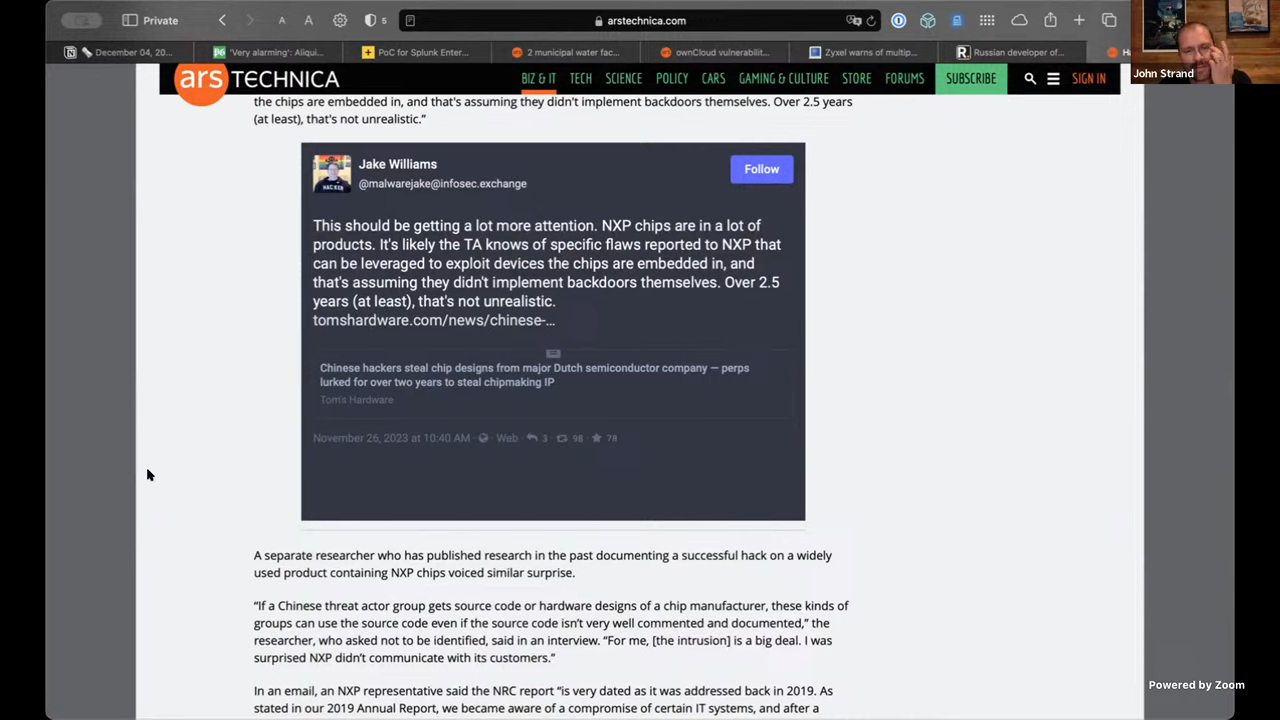 Private
A
A
5
arstechnica.com
December 04, 20...
'Very alarming': Aliqui...
PoC for Splunk Enter...
2 municipal water fac...
ownCloud vulnerabilit...
Zyxel warns of multip...
Russian developer of...
Ha
John Strand
ars TECHNICA
BIZ & IT
TECH
SCIENCE
POLICY
CARS
GAMING & CULTURE
STORE
FORUMS
SUBSCRIBE
SIGN IN
the chips are embedded in, and that's assuming they didn't implement backdoors themselves. Over 2.5 years
(at least), that's not unrealistic.”
Jake Williams
@malwarejake@infosec.exchange
Follow
HACKER
This should be getting a lot more attention. NXP chips are in a lot of
products. It's likely the TA knows of specific flaws reported to NXP that
can be leveraged to exploit devices the chips are embedded in, and
that's assuming they didn't implement backdoors themselves. Over 2.5
years (at least), that's not unrealistic.
tomshardware.com/news/chinese-...
Chinese hackers steal chip designs from major Dutch semiconductor company — perps
lurked for over two years to steal chipmaking IP
Tom's Hardware
November 26, 2023 at 10:40 AM · Web · 3 98 78
A separate researcher who has published research in the past documenting a successful hack on a widely
used product containing NXP chips voiced similar surprise.
“If a Chinese threat actor group gets source code or hardware designs of a chip manufacturer, these kinds of
groups can use the source code even if the source code isn’t very well commented and documented,” the
researcher, who asked not to be identified, said in an interview. “For me, [the intrusion] is a big deal. I was
surprised NXP didn’t communicate with its customers.”
In an email, an NXP representative said the NRC report “is very dated as it was addressed back in 2019. As
stated in our 2019 Annual Report, we became aware of a compromise of certain IT systems, and after a
Powered by Zoom